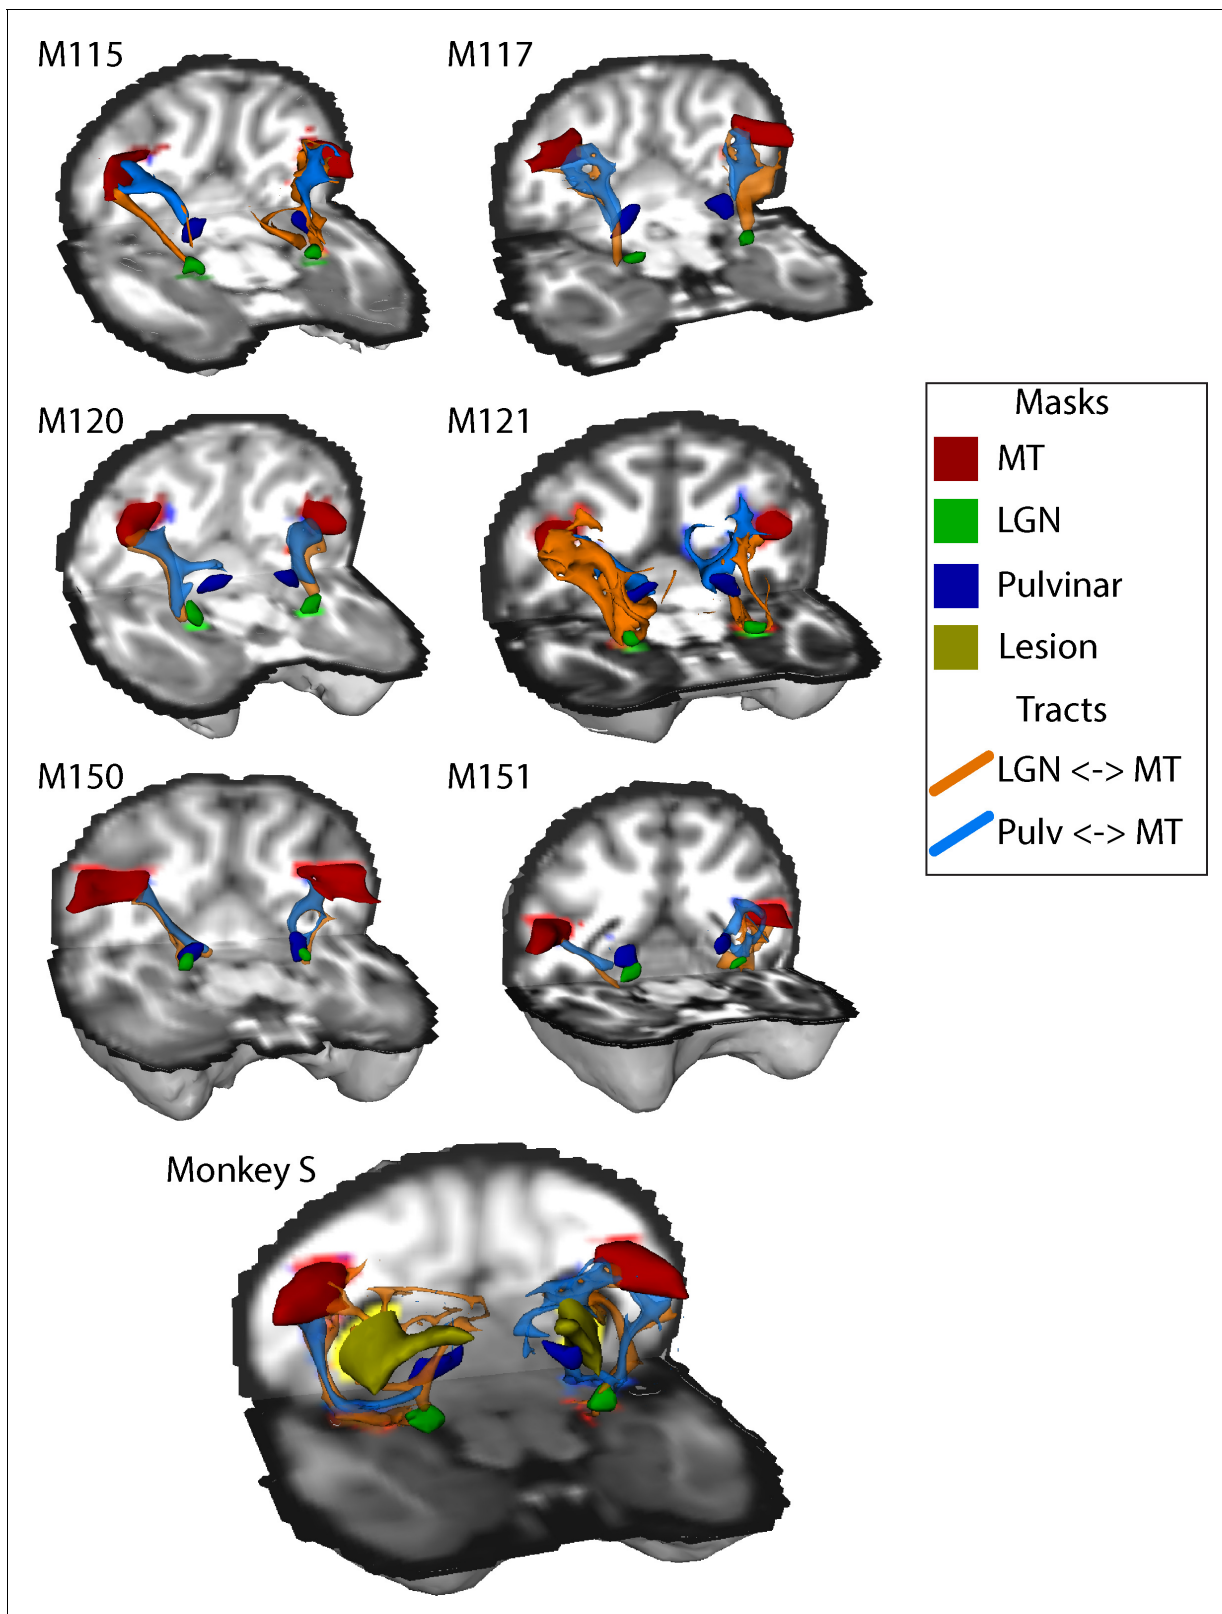 M115
M117
M120
M121
Masks
MT
LGN
Pulvinar
Lesion
Tracts
LGN <-> MT
Pulv <-> MT
M150
M151
Monkey S